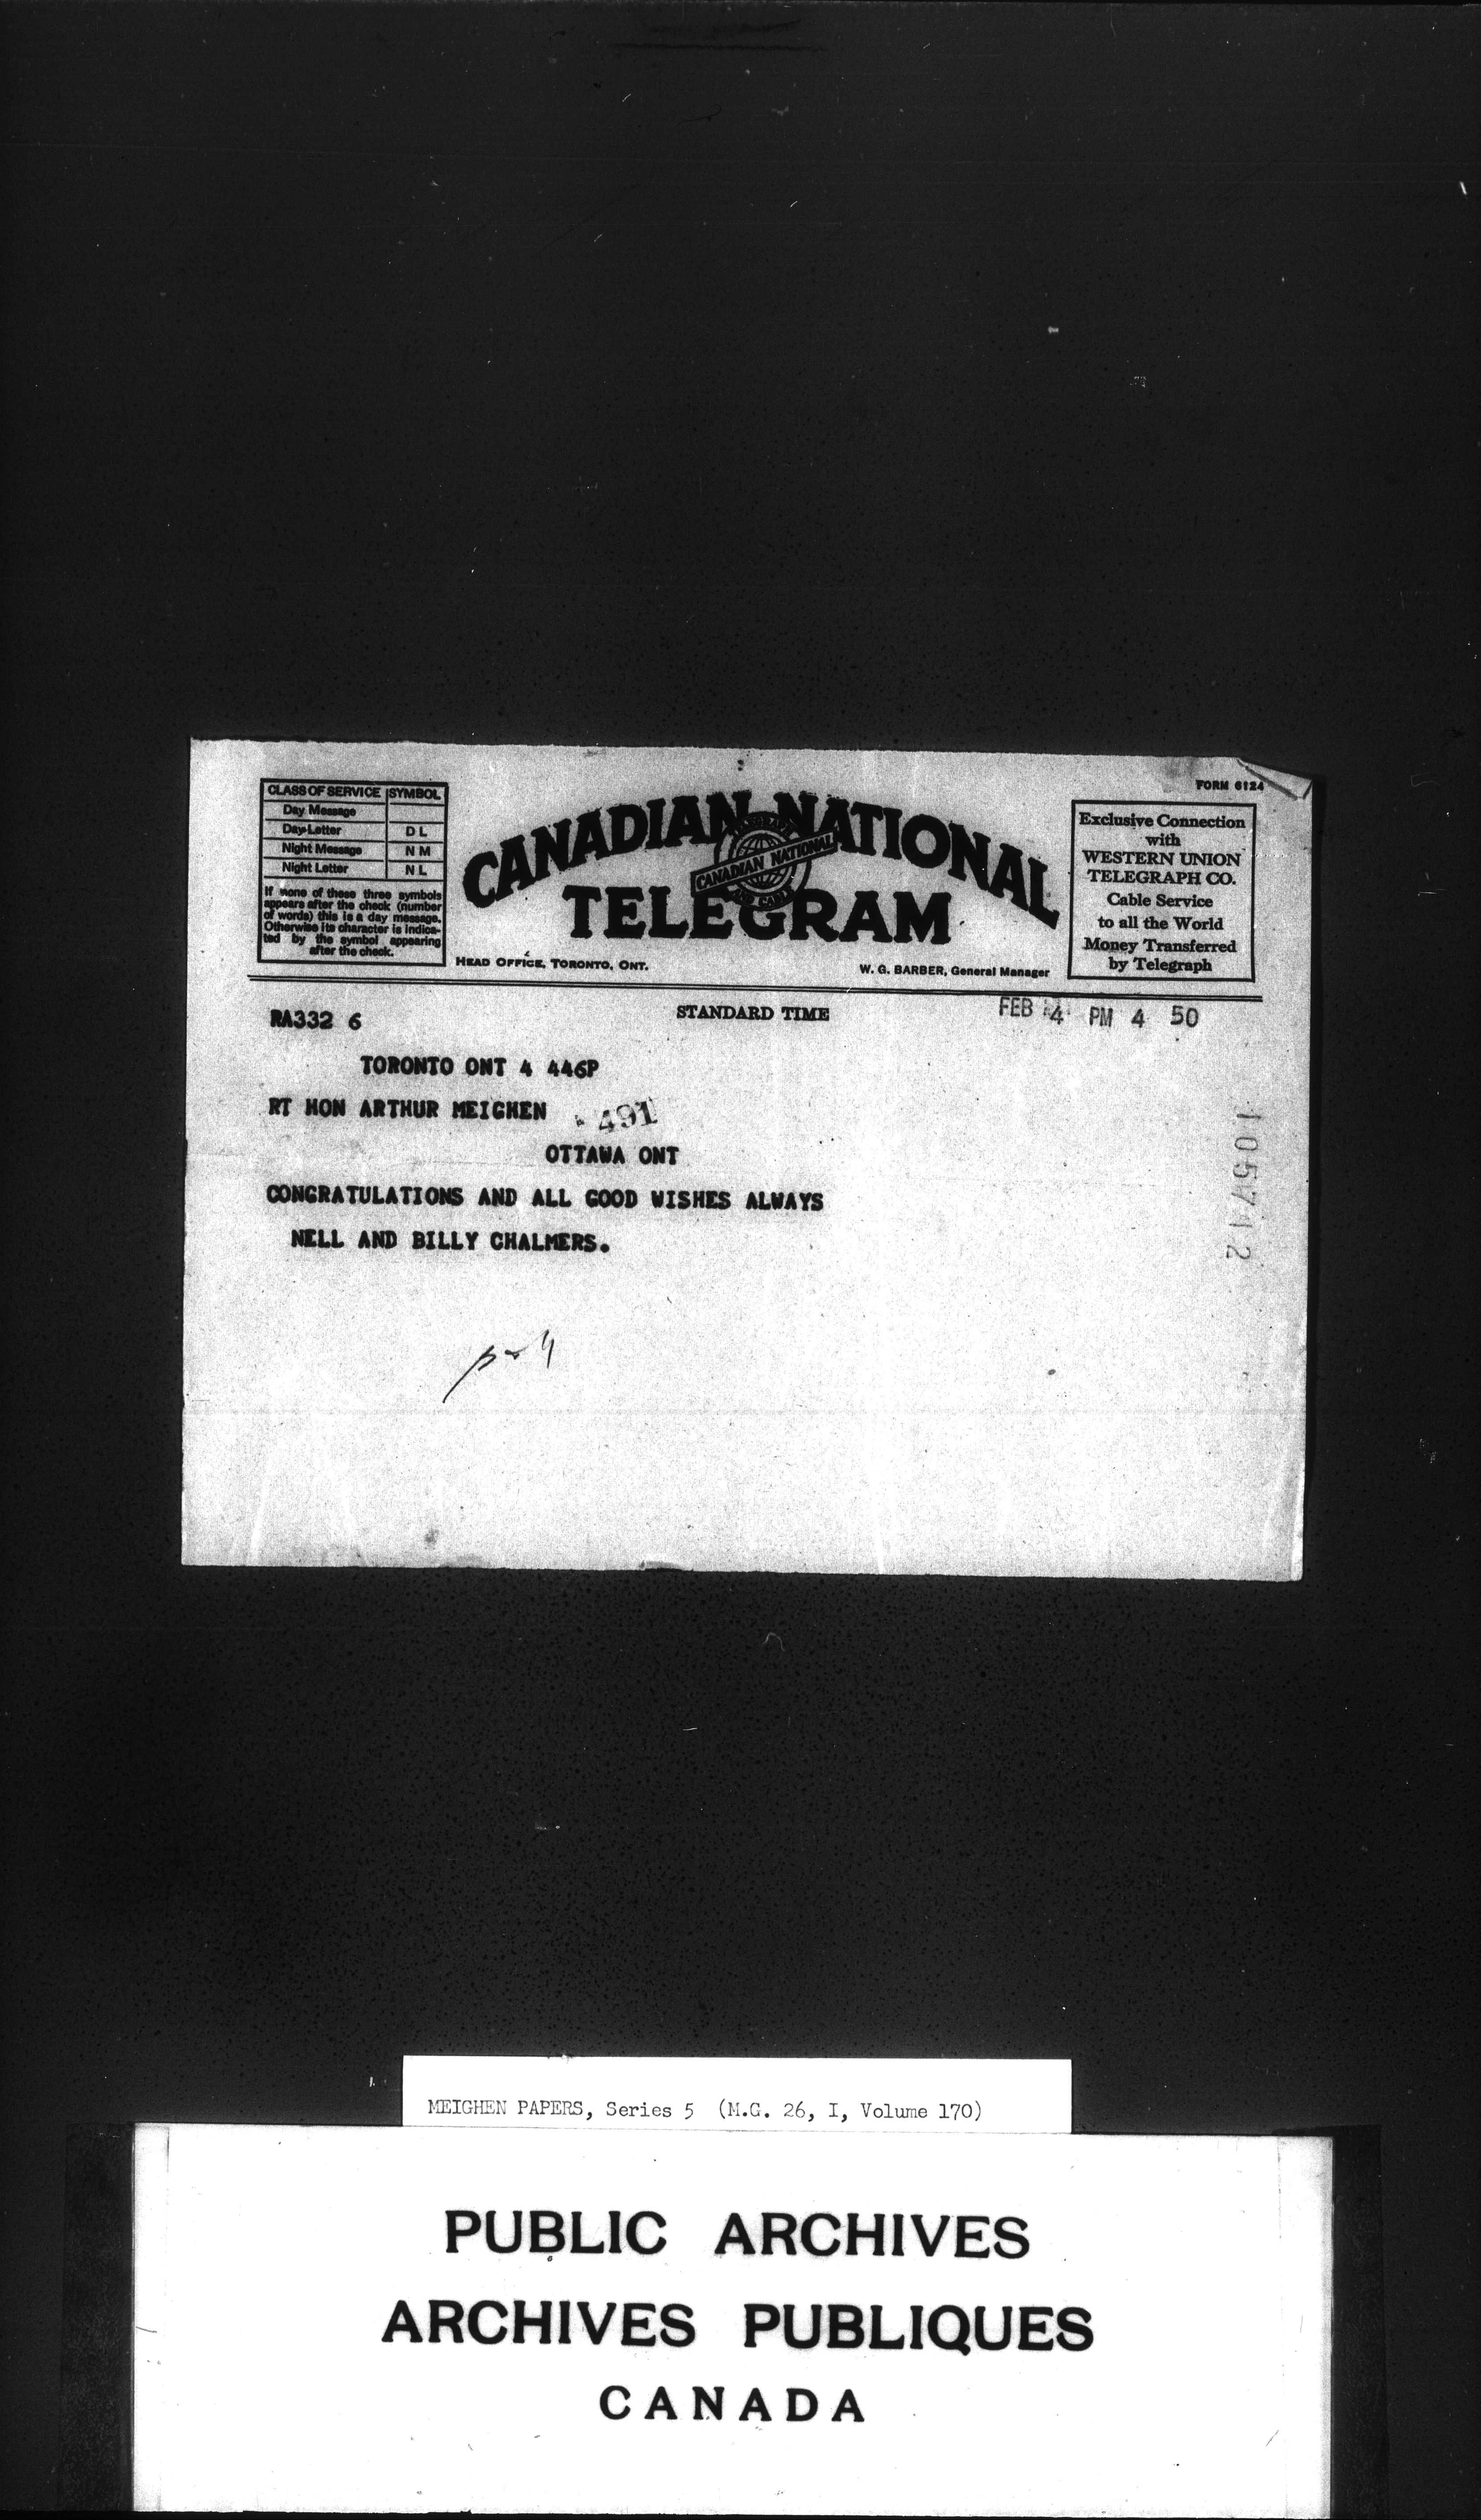 FORM 6124
CLASS OF SERVICE SYMBOL
Day Message
Day Letter D L
Night Message N M
Night Letter N L
If none of these three symbols
appears after the check (number
of words) this is a day message.
Otherwise its character is indica-
ted by the symbol appearing
after the check.
CANADIAN NATIONAL
TELEGRAM
CANADIAN NATIONAL
HEAD OFFICE, TORONTO, ONT.
W. G. BARBER, General Manager
Exclusive Connection
with
WESTERN UNION
TELEGRAPH CO.
Cable Service
to all the World
Money Transferred
by Telegraph
RA332 6
STANDARD TIME
FEB 4 PM 4 50
TORONTO ONT 4 446P
RT HON ARTHUR MEIGHEN
491
OTTAWA ONT
CONGRATULATIONS AND ALL GOOD WISHES ALWAYS
NELL AND BILLY CHALMERS.
105712
MEIGHEN PAPERS, Series 5 (M.G. 26, I, Volume 170)
PUBLIC ARCHIVES
ARCHIVES PUBLIQUES
CANADA